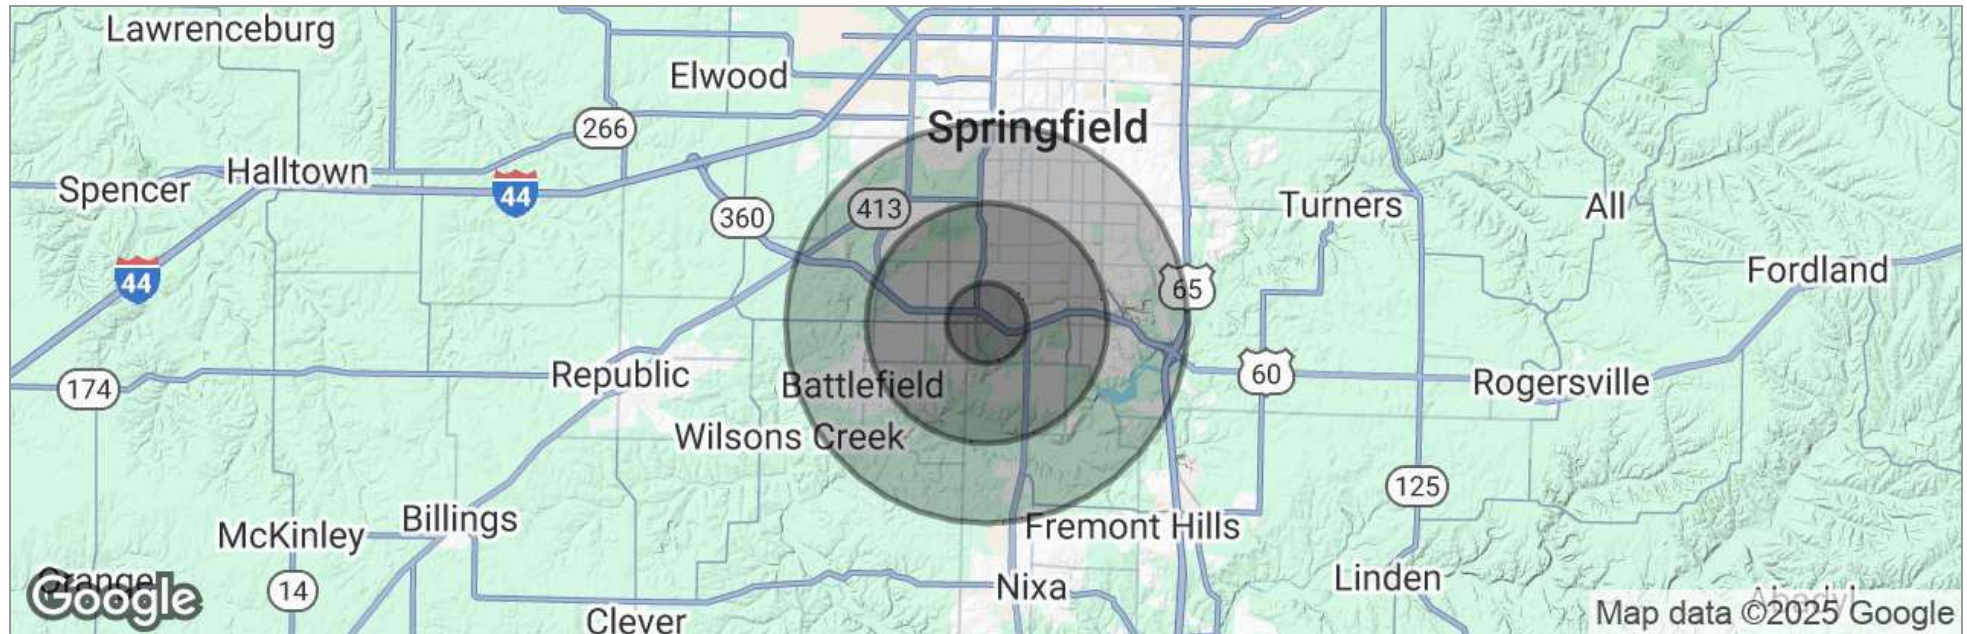 Lawrenceburg
Elwood
Springfield
266
Halltown
Spencer
44
360
413
Turners
All
44
65
Fordland
Republic
Battlefield
60
Rogersville
174
Wilsons Creek
125
Billings
McKinley
Fremont Hills
Orange
14
Nixa
Linden
Google
Clever
Map data ©2025 Google